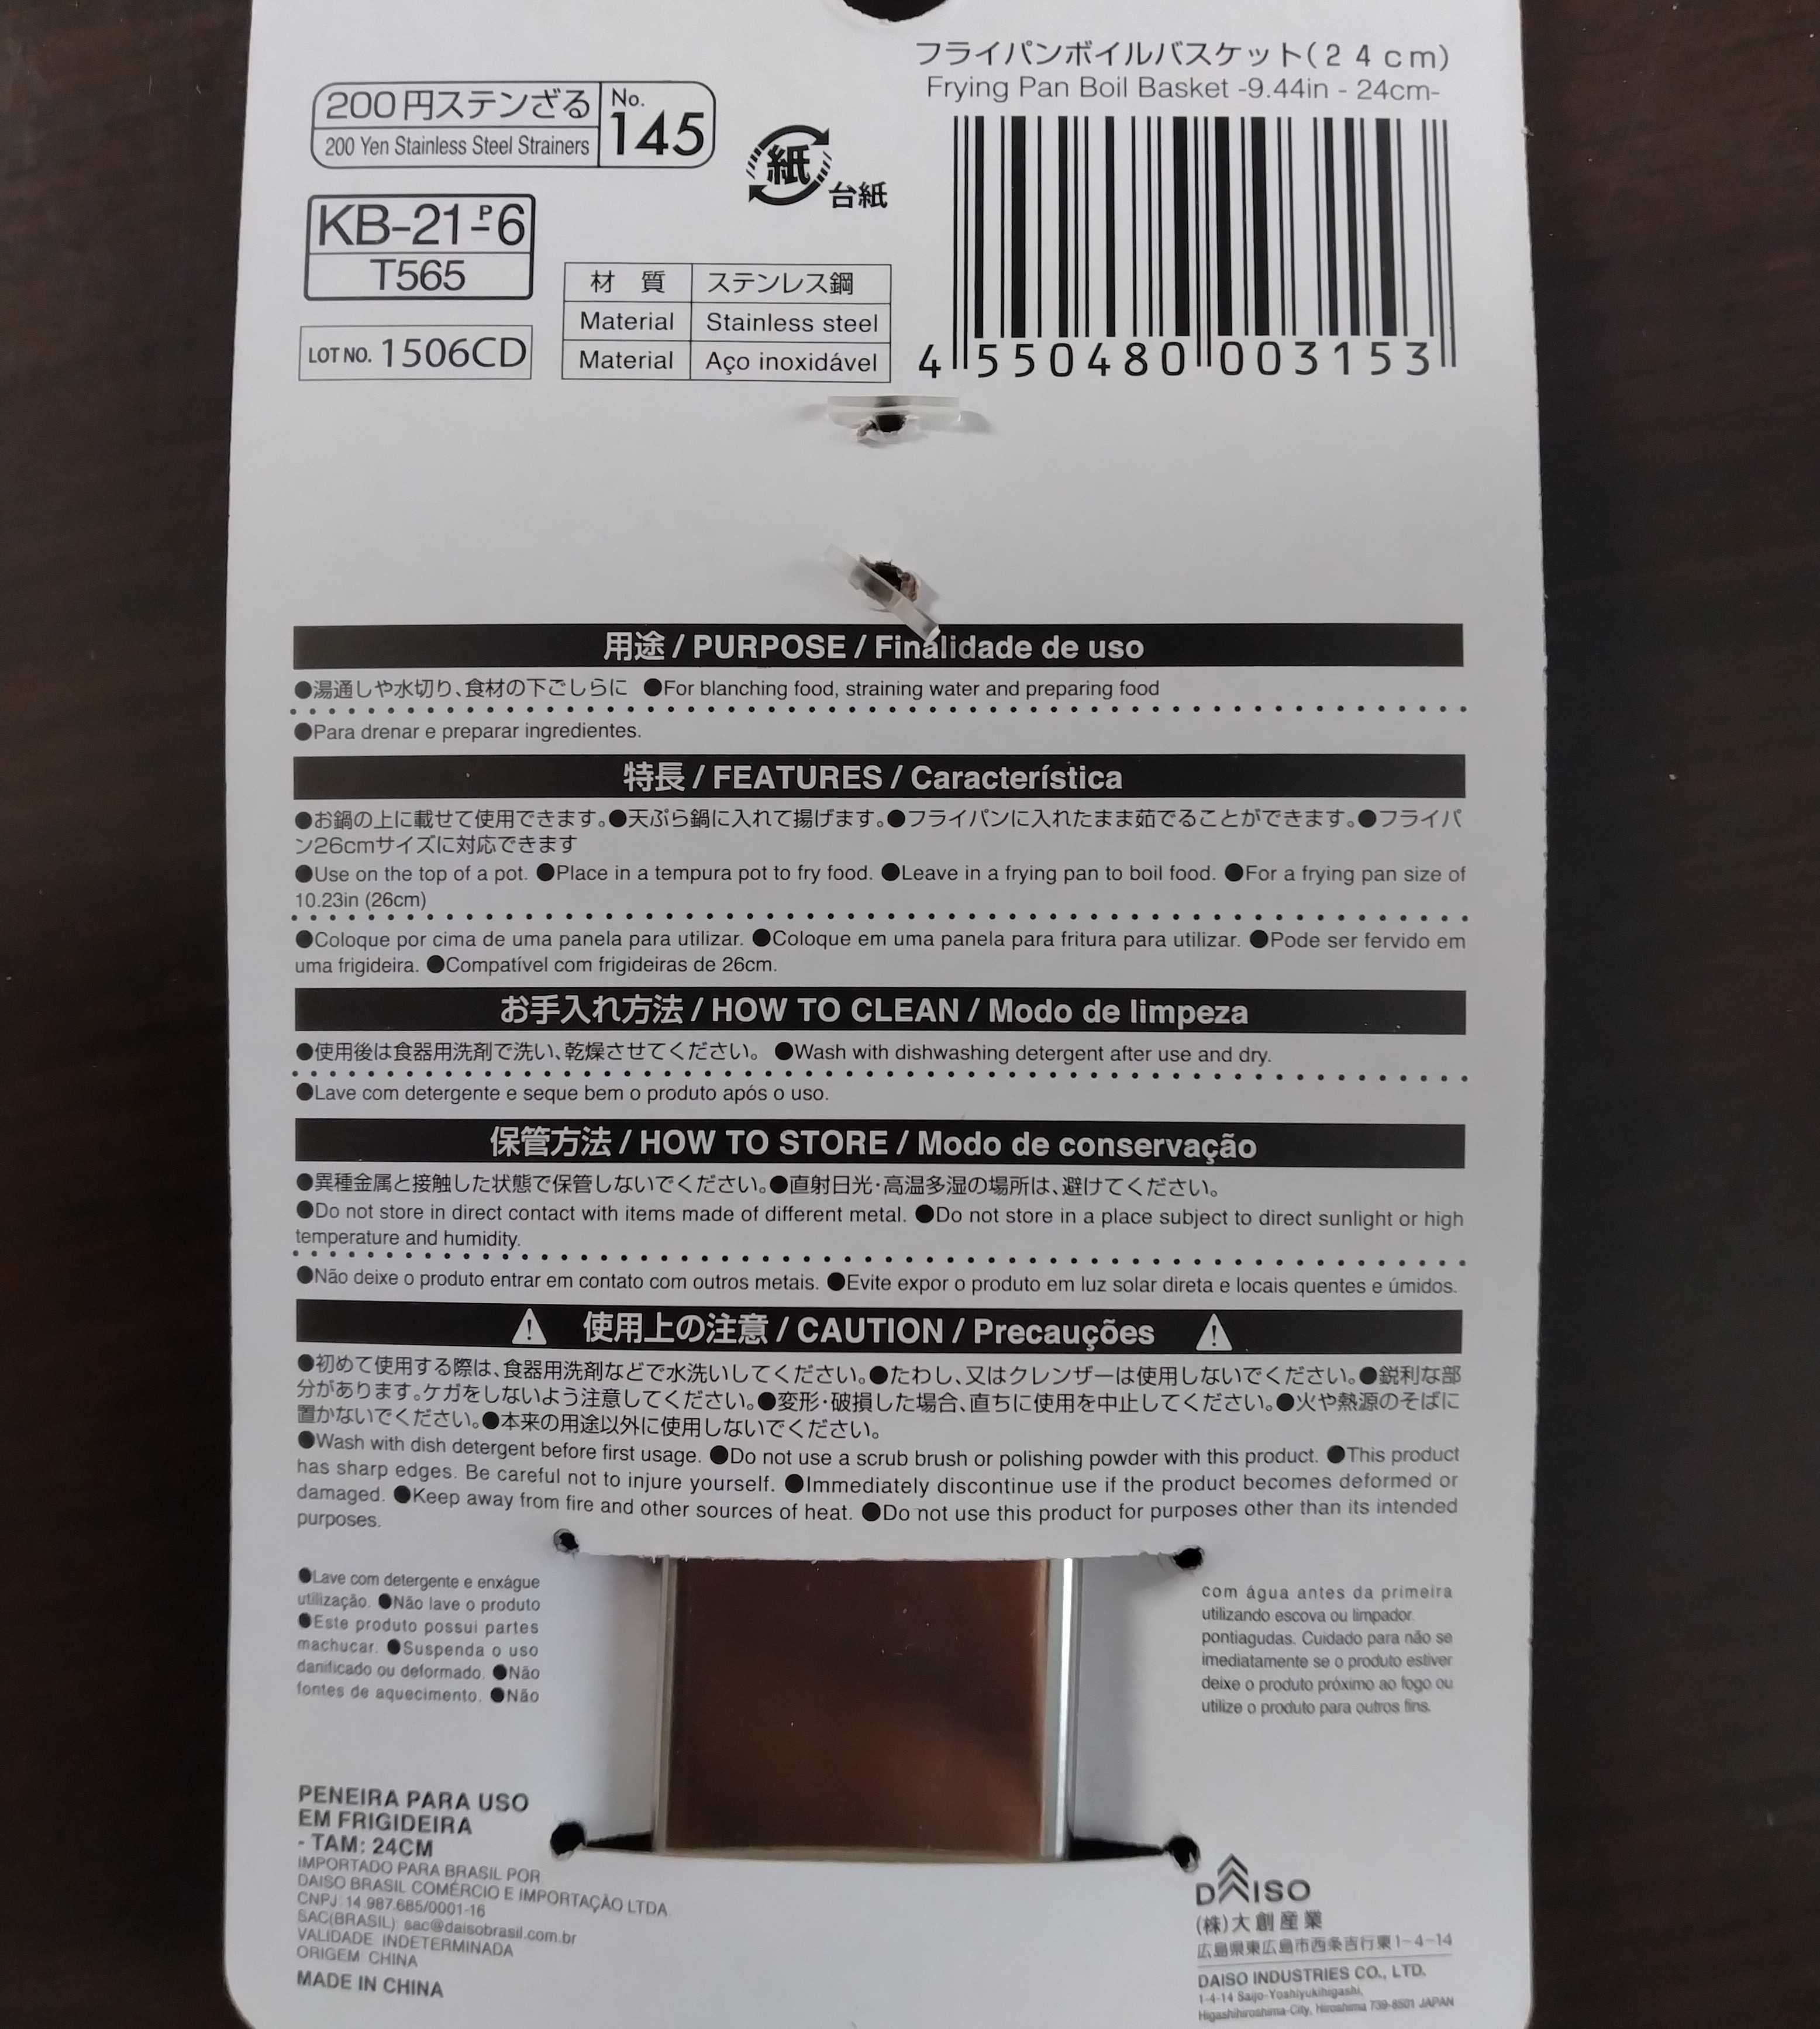 フライパンボイルバスケット(24cm)
Frying Pan Boil Basket -9.44in - 24cm-
200円ステンざる
200 Yen Stainless Steel Strainers
No.
145
紙
台紙
KB-21-P6
T565
LOT NO. 1506CD
材 質 ステンレス鋼
Material Stainless steel
Material Aço inoxidável
4 550480 003153
用途 / PURPOSE / Finalidade de uso
●湯通しや水切り、食材の下ごしらに ●For blanching food, straining water and preparing food
●Para drenar e preparar ingredientes.
特長 / FEATURES / Característica
●お鍋の上に載せて使用できます。●天ぷら鍋に入れて揚げます。●フライパンに入れたまま茹でることができます。●フライパ
ン26cmサイズに対応できます
●Use on the top of a pot. ●Place in a tempura pot to fry food. ●Leave in a frying pan to boil food. ●For a frying pan size of
10.23in (26cm)
●Coloque por cima de uma panela para utilizar. ●Coloque em uma panela para fritura para utilizar. ●Pode ser fervido em
uma frigideira. ●Compatível com frigideiras de 26cm.
お手入れ方法 / HOW TO CLEAN / Modo de limpeza
●使用後は食器用洗剤で洗い、乾燥させてください。 ●Wash with dishwashing detergent after use and dry.
●Lave com detergente e seque bem o produto após o uso.
保管方法 / HOW TO STORE / Modo de conservação
●異種金属と接触した状態で保管しないでください。●直射日光・高温多湿の場所は、避けてください。
●Do not store in direct contact with items made of different metal. ●Do not store in a place subject to direct sunlight or high
temperature and humidity.
●Não deixe o produto entrar em contato com outros metais. ●Evite expor o produto em luz solar direta e locais quentes e úmidos.
使用上の注意 / CAUTION / Precauções
●初めて使用する際は、食器用洗剤などで水洗いしてください。●たわし、又はクレンザーは使用しないでください。●鋭利な部
分があります。ケガをしないよう注意してください。●変形・破損した場合、直ちに使用を中止してください。●火や熱源のそばに
置かないでください。●本来の用途以外に使用しないでください。
●Wash with dish detergent before first usage. ●Do not use a scrub brush or polishing powder with this product. ●This product
has sharp edges. Be careful not to injure yourself. ●Immediately discontinue use if the product becomes deformed or
damaged. ●Keep away from fire and other sources of heat. ●Do not use this product for purposes other than its intended
purposes.
●Lave com detergente e enxágue com água antes da primeira
utilização. ●Não lave o produto utilizando escova ou limpador.
●Este produto possui partes pontiagudas. Cuidado para não se
machucar. ●Suspenda o uso imediatamente se o produto estiver
danificado ou deformado. ●Não deixe o produto próximo ao fogo ou
fontes de aquecimento. ●Não utilize o produto para outros fins.
PENEIRA PARA USO
EM FRIGIDEIRA
- TAM: 24CM
IMPORTADO PARA BRASIL POR
DAISO BRASIL COMÉRCIO E IMPORTAÇÃO LTDA
CNPJ: 14.987.685/0001-16
SAC(BRASIL): sac@daisobrasil.com.br
VALIDADE INDETERMINADA
ORIGEM CHINA
MADE IN CHINA
DAISO
(株)大創産業
広島県東広島市西条吉行東1-4-14
DAISO INDUSTRIES CO., LTD.
1-4-14 Saijo-Yoshiyukihigashi,
Higashihiroshima-City, Hiroshima 739-8501 JAPAN